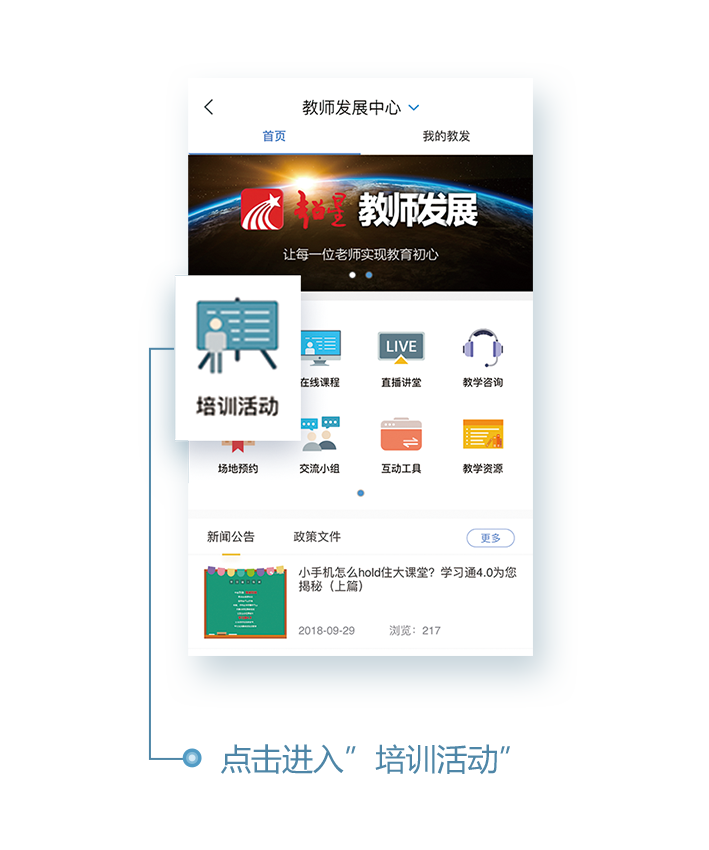 教师发展中心
首页
我的教发
超星 教师发展
让每一位老师实现教育初心
培训活动
在线课程
LIVE
直播讲堂
教学咨询
场地预约
交流小组
互动工具
教学资源
新闻公告
政策文件
更多
小手机怎么hold住大课堂？学习通4.0为您
揭秘（上篇）
2018-09-29
浏览：217
点击进入”培训活动”